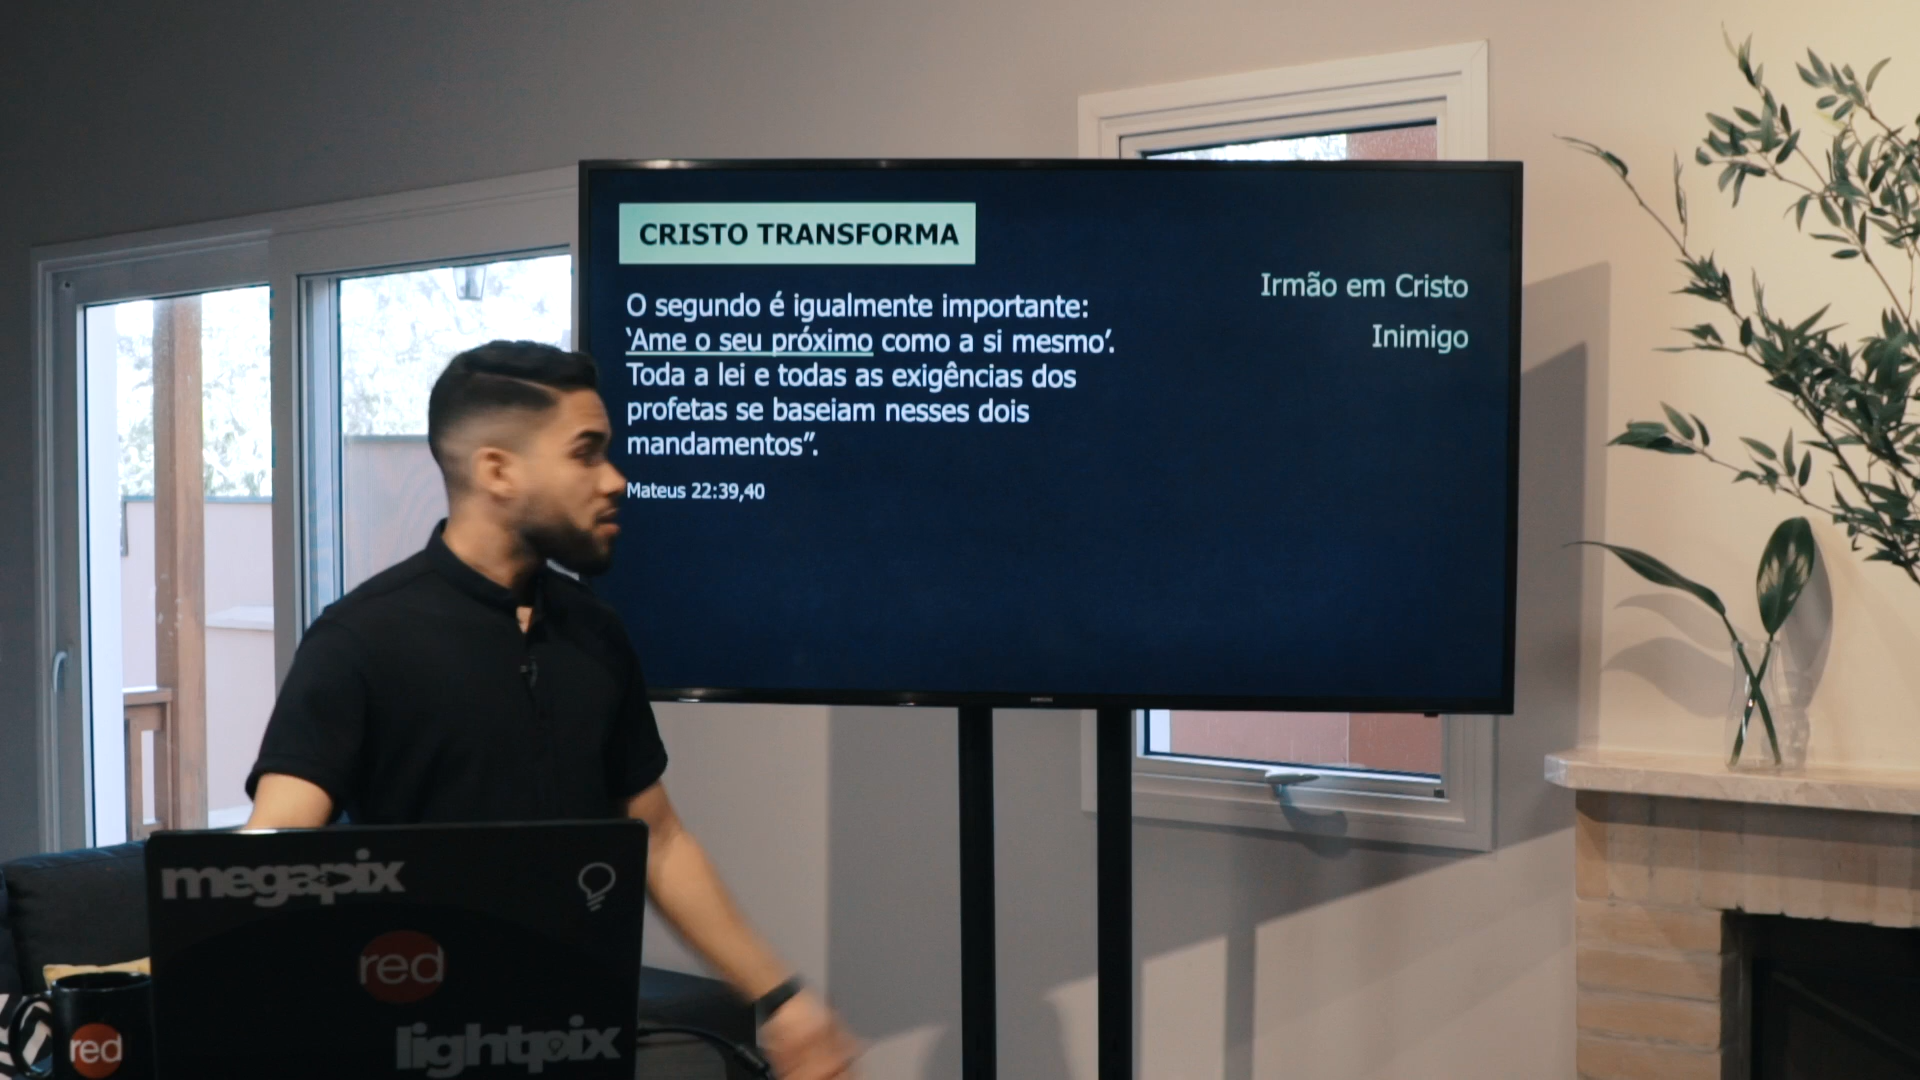 CRISTO TRANSFORMA
O segundo é igualmente importante:
‘Ame o seu próximo como a si mesmo’.
Toda a lei e todas as exigências dos
profetas se baseiam nesses dois
mandamentos”.
Mateus 22:39,40
Irmão em Cristo
Inimigo
megapix
red
lightpix
red